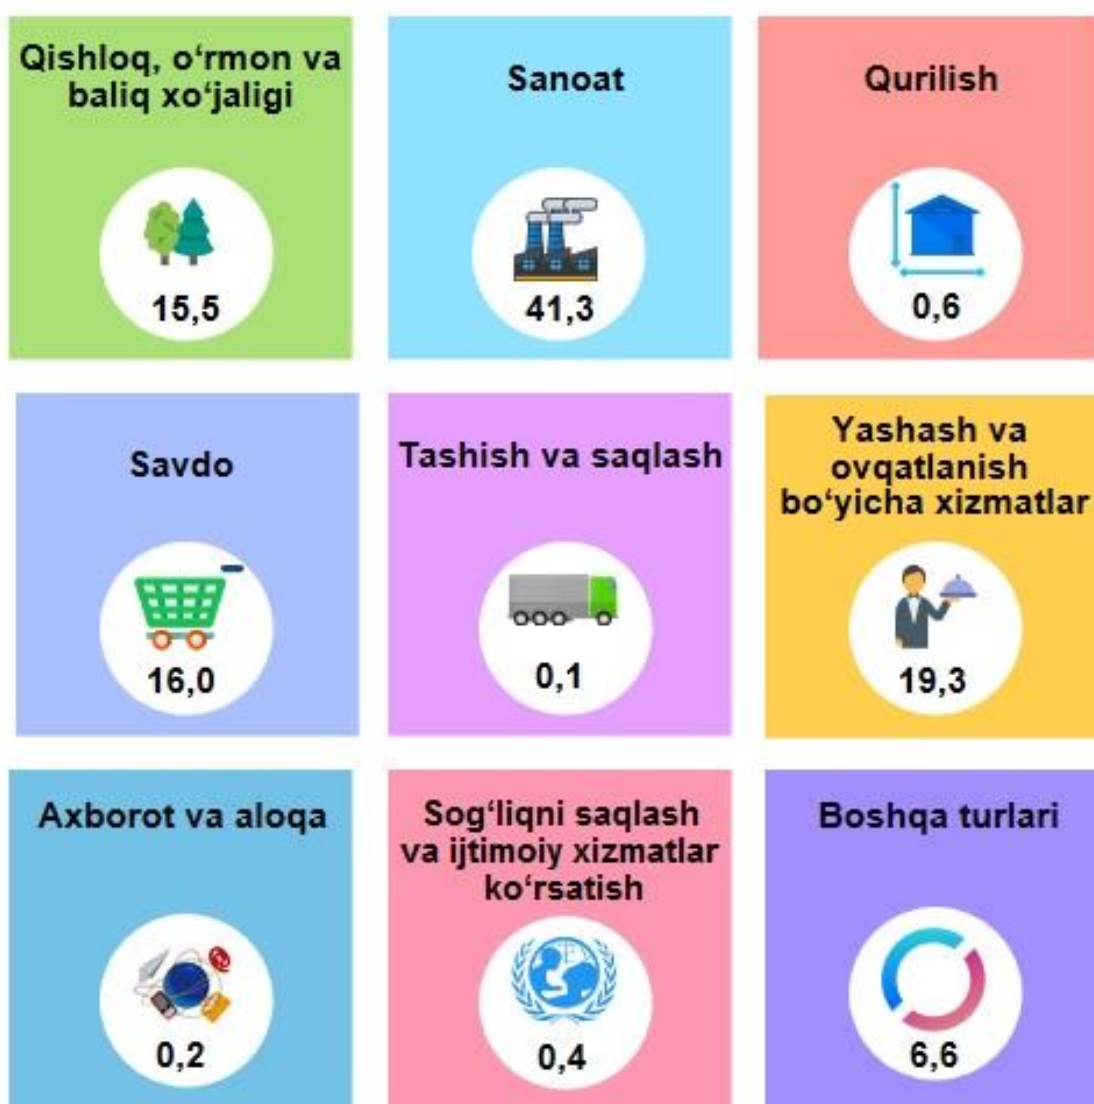 Qishloq, o‘rmon va
baliq xo‘jaligi
15,5
Sanoat
41,3
Qurilish
0,6
Savdo
16,0
Tashish va saqlash
0,1
Yashash va
ovqatlanish
bo‘yicha xizmatlar
19,3
Axborot va aloqa
0,2
Sog‘liqni saqlash
va ijtimoiy xizmatlar
ko‘rsatish
0,4
Boshqa turlari
6,6